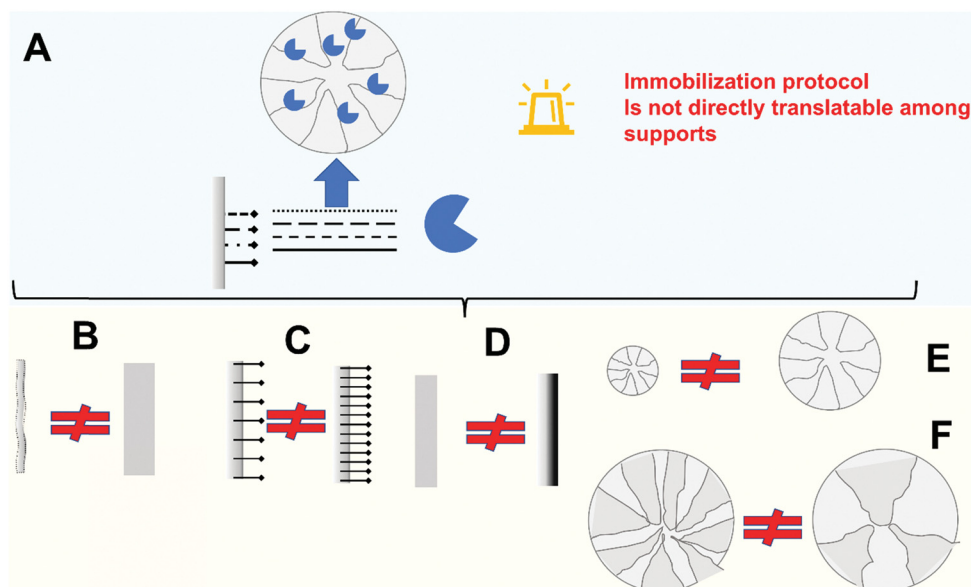 A
Immobilization protocol
Is not directly translatable among
supports
B
C
D
E
F